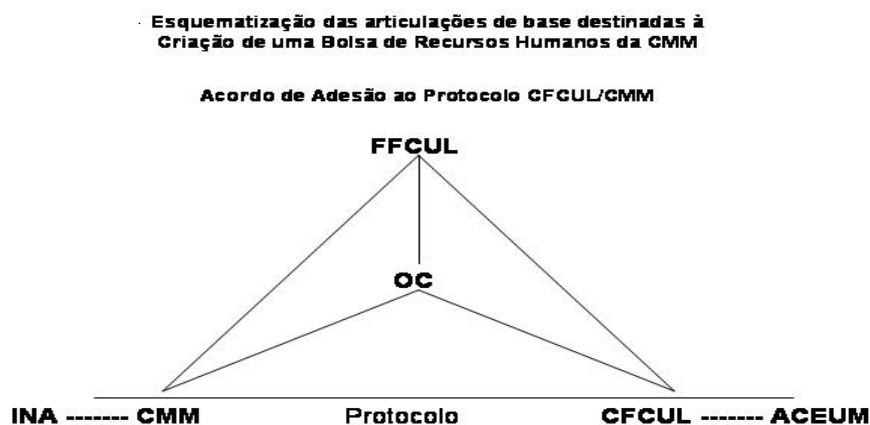 · Esquematização das articulações de base destinadas à
Criação de uma Bolsa de Recursos Humanos da CMM
Acordo de Adesão ao Protocolo CFCUL/CMM
FFCUL
OC
INA ------- CMM Protocolo CFCUL ------- ACEUM